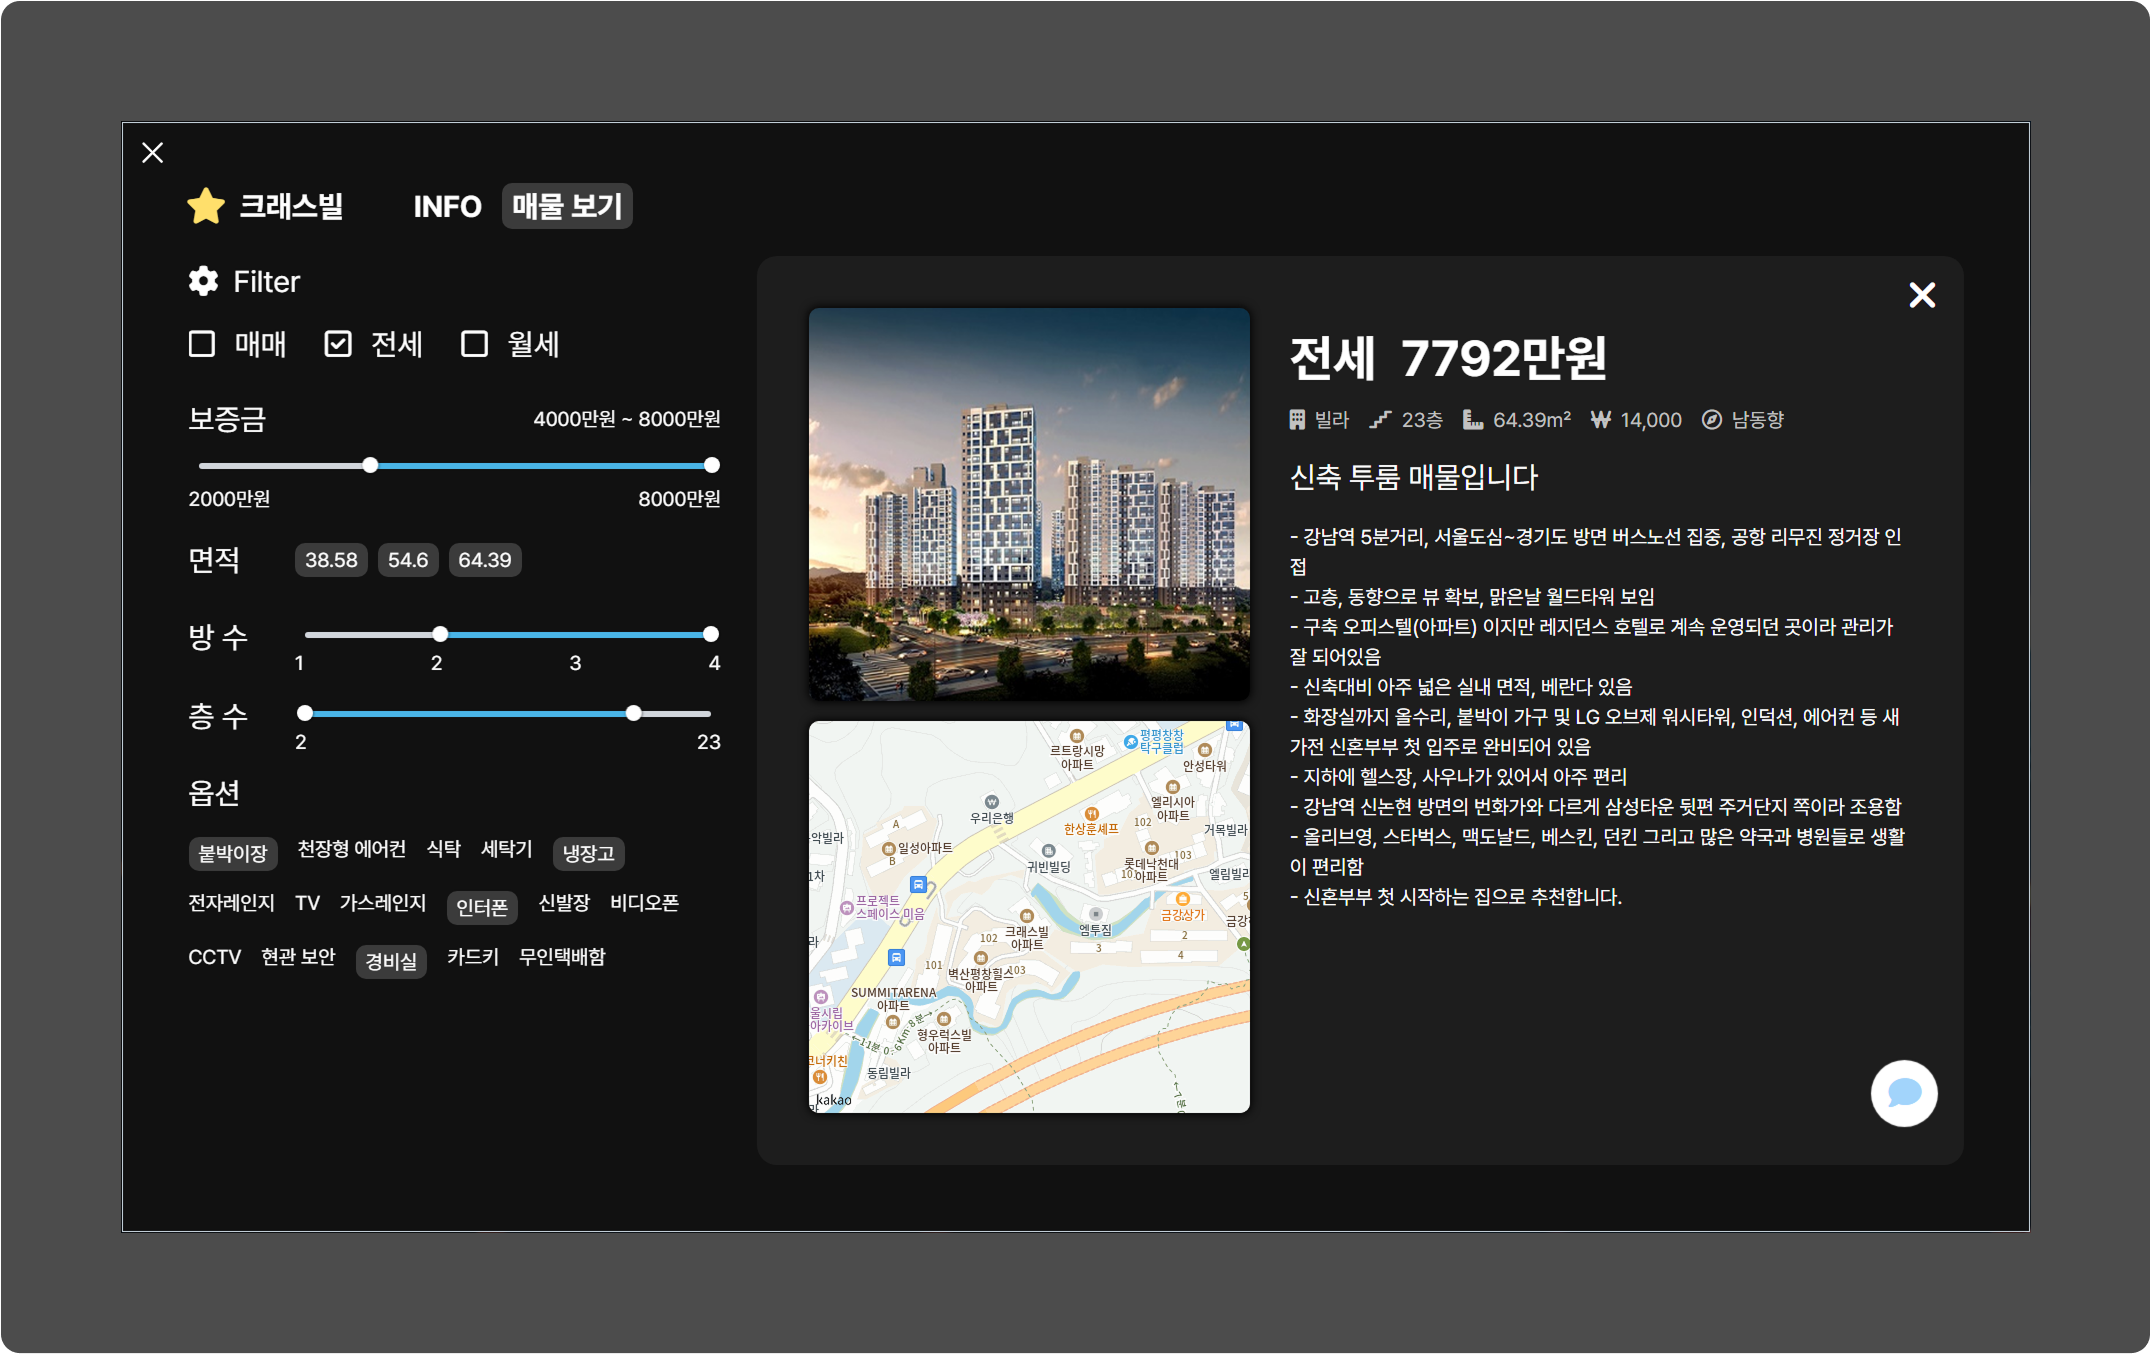 크래스빌 INFO 매물 보기
Filter
매매 전세 월세
보증금 4000만원 ~ 8000만원
2000만원 8000만원
면적 38.58 54.6 64.39
방 수
1 2 3 4
층 수
2 23
옵션
붙박이장 천장형 에어컨 식탁 세탁기 냉장고
전자레인지 TV 가스레인지 인터폰 신발장 비디오폰
CCTV 현관 보안 경비실 카드키 무인택배함
전세 7792만원
빌라 23층 64.39m² ₩ 14,000 남동향
신축 투룸 매물입니다
- 강남역 5분거리, 서울도심~경기도 방면 버스노선 집중, 공항 리무진 정거장 인
접
- 고층, 동향으로 뷰 확보, 맑은날 월드타워 보임
- 구축 오피스텔(아파트) 이지만 레지던스 호텔로 계속 운영되던 곳이라 관리가
잘 되어있음
- 신축대비 아주 넓은 실내 면적, 베란다 있음
- 화장실까지 올수리, 붙박이 가구 및 LG 오브제 워시타워, 인덕션, 에어컨 등 새
가전 신혼부부 첫 입주로 완비되어 있음
- 지하에 헬스장, 사우나가 있어서 아주 편리
- 강남역 신논현 방면의 번화가와 다르게 삼성타운 뒷편 주거단지 쪽이라 조용함
- 올리브영, 스타벅스, 맥도날드, 베스킨, 던킨 그리고 많은 약국과 병원들로 생활
이 편리함
- 신혼부부 첫 시작하는 집으로 추천합니다.
평평창창
탁구클럽
르트랑시망
아파트
안성타워
엘리시아
아파트
우리은행
한상훈셰프
102
거목빌라
악빌라
A
일성아파트
B
귀빈빌딩
롯데낙천대
아파트
103
1차
엘림빌라
프로젝트
스페이스 미음
금강상가
크래스빌
아파트
엠투짐
102
2
3
4
101
벽산평창힐스
아파트
103
SUMMITARENA
아파트
울시립
아카이브
형우럭스빌
아파트
←11분 0.6Km 8분→
코너키친
동림빌라
←7분
kakao